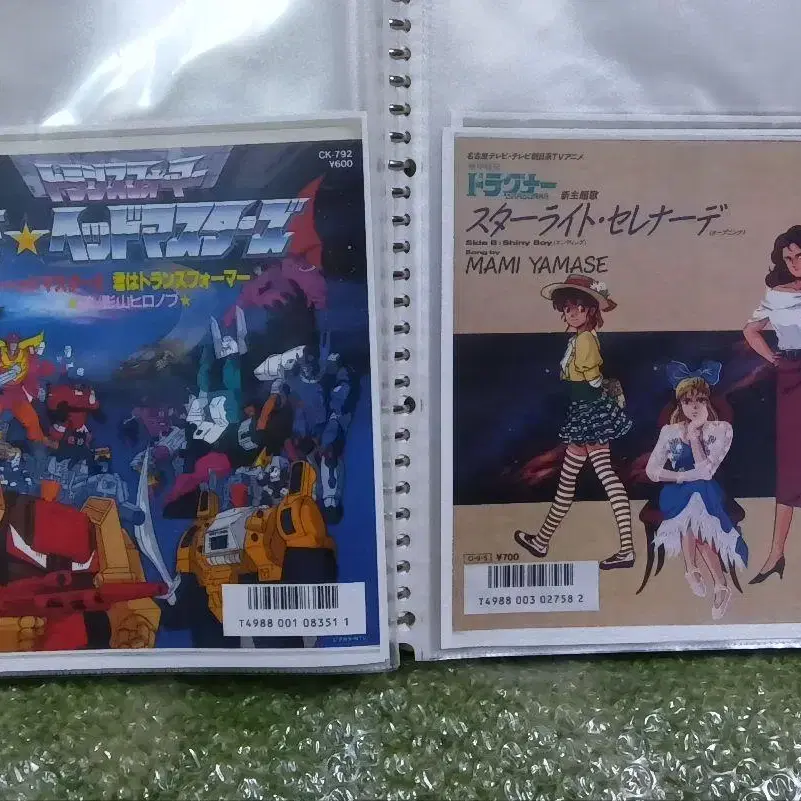 CK-792
¥600
トランスフォーマー
★ヘッドマスターズ
君はトランスフォーマー
影山ヒロノブ★
T4988 001 08351 1
名古屋テレビ・テレビ朝日系TVアニメ
機甲戦記
ドラグナー
新主題歌
スターライト・セレナーデ
(オープニング)
Side B : Shiny Boy (エンディング)
Song by
MAMI YAMASE
¥700
T4988 003 02758 2